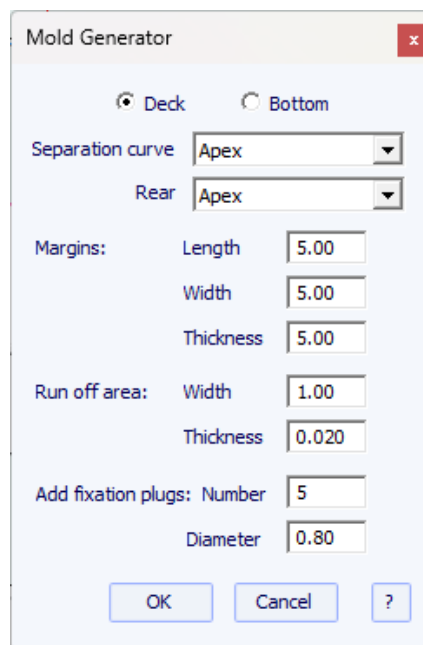 Mold Generator x
Deck Bottom
Separation curve Apex
Rear Apex
Margins: Length 5.00
Width 5.00
Thickness 5.00
Run off area: Width 1.00
Thickness 0.020
Add fixation plugs: Number 5
Diameter 0.80
OK Cancel ?